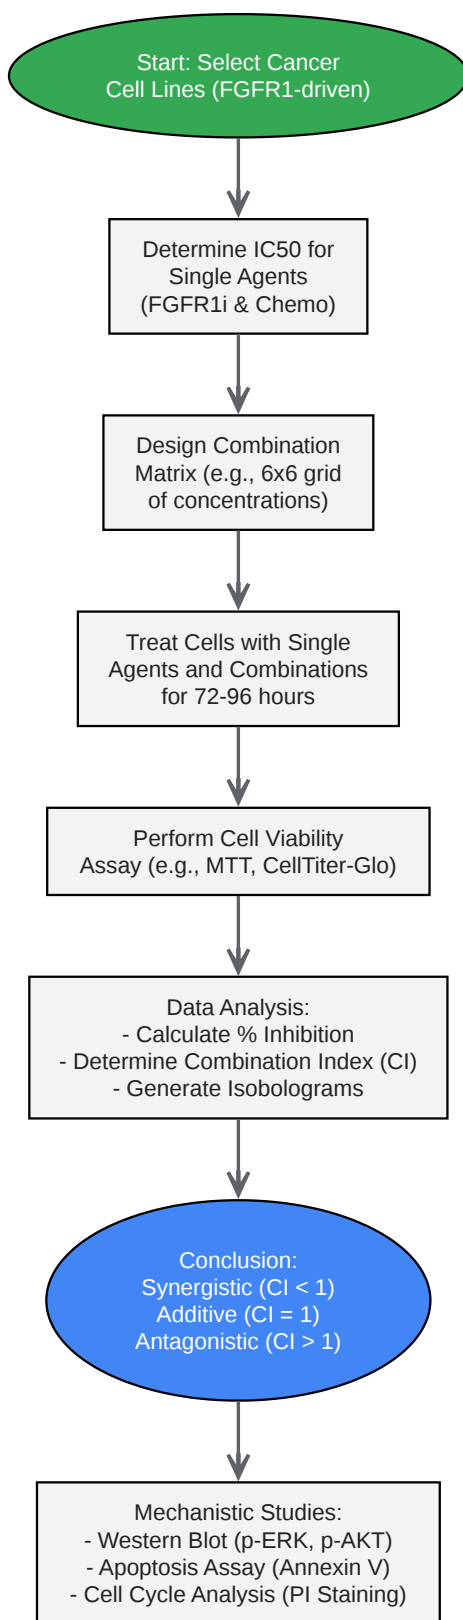 Start: Select Cancer
Cell Lines (FGFR1-driven)
Determine IC50 for
Single Agents
(FGFR1i & Chemo)
Design Combination
Matrix (e.g., 6x6 grid
of concentrations)
Treat Cells with Single
Agents and Combinations
for 72-96 hours
Perform Cell Viability
Assay (e.g., MTT, CellTiter-Glo)
Data Analysis:
- Calculate % Inhibition
- Determine Combination Index (CI)
- Generate Isobolograms
Conclusion:
Synergistic (CI < 1)
Additive (CI = 1)
Antagonistic (CI > 1)
Mechanistic Studies:
- Western Blot (p-ERK, p-AKT)
- Apoptosis Assay (Annexin V)
- Cell Cycle Analysis (PI Staining)